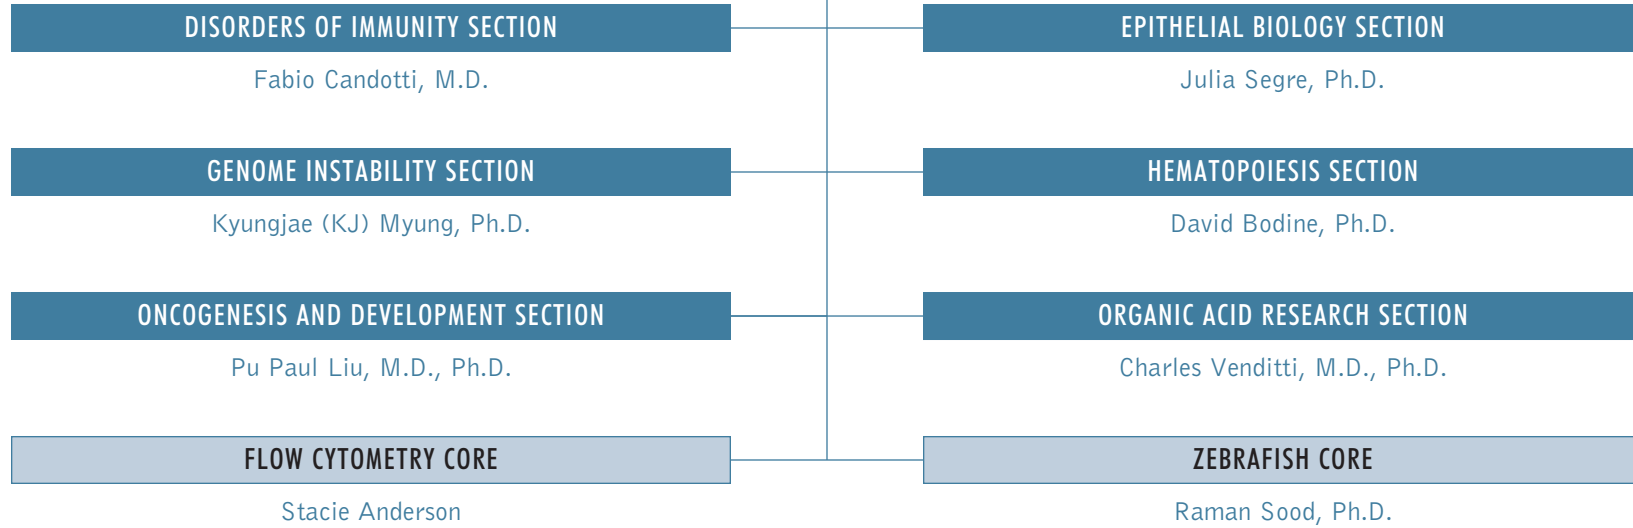 DISORDERS OF IMMUNITY SECTION
Fabio Candotti, M.D.
EPITHELIAL BIOLOGY SECTION
Julia Segre, Ph.D.
GENOME INSTABILITY SECTION
Kyungjae (KJ) Myung, Ph.D.
HEMATOPOIESIS SECTION
David Bodine, Ph.D.
ONCOGENESIS AND DEVELOPMENT SECTION
Pu Paul Liu, M.D., Ph.D.
ORGANIC ACID RESEARCH SECTION
Charles Venditti, M.D., Ph.D.
FLOW CYTOMETRY CORE
Stacie Anderson
ZEBRAFISH CORE
Raman Sood, Ph.D.